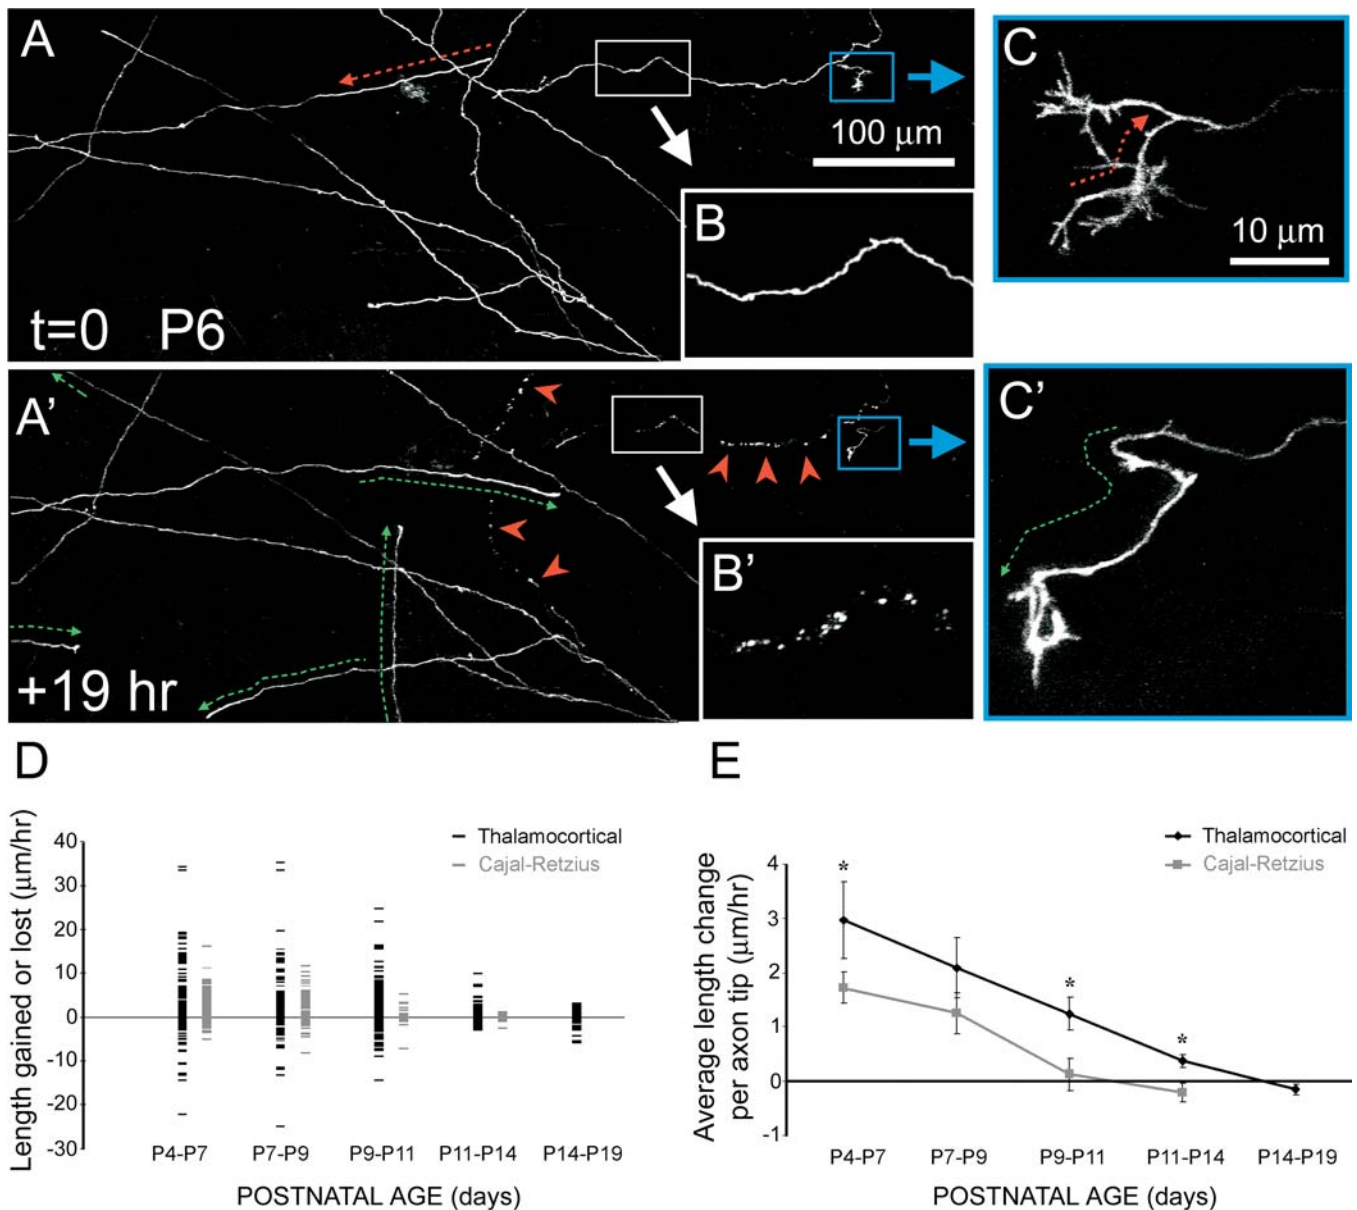 A
100 μm
B
t=0 P6
C
10 μm
A'
+19 hr
B'
C'
D
Length gained or lost (μm/hr)
40
30
20
10
0
-10
-20
-30
Thalamocortical
Cajal-Retzius
P4-P7 P7-P9 P9-P11 P11-P14 P14-P19
POSTNATAL AGE (days)
E
Average length change
per axon tip (μm/hr)
4
3
2
1
0
-1
Thalamocortical
Cajal-Retzius
*
*
*
P4-P7 P7-P9 P9-P11 P11-P14 P14-P19
POSTNATAL AGE (days)